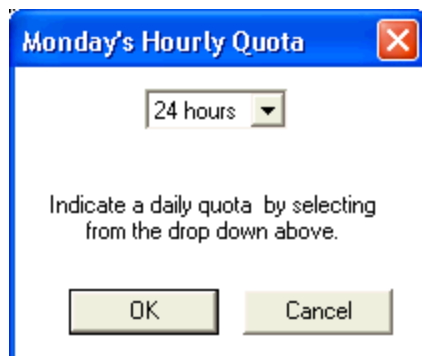 Monday's Hourly Quota
24 hours
Indicate a daily quota  by selecting
from the drop down above.
OK
Cancel